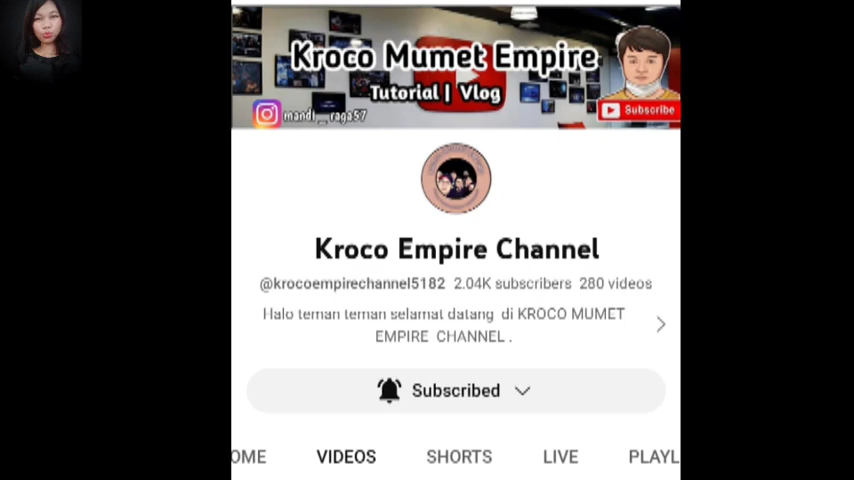 Kroco Mumet Empire
Tutorial | Vlog
mandi__raga57
Subscribe
Kroco Empire Channel
@krocoempirechannel5182 2.04K subscribers 280 videos
Halo teman teman selamat datang di KROCO MUMET
EMPIRE CHANNEL .
Subscribed
OME VIDEOS SHORTS LIVE PLAYL